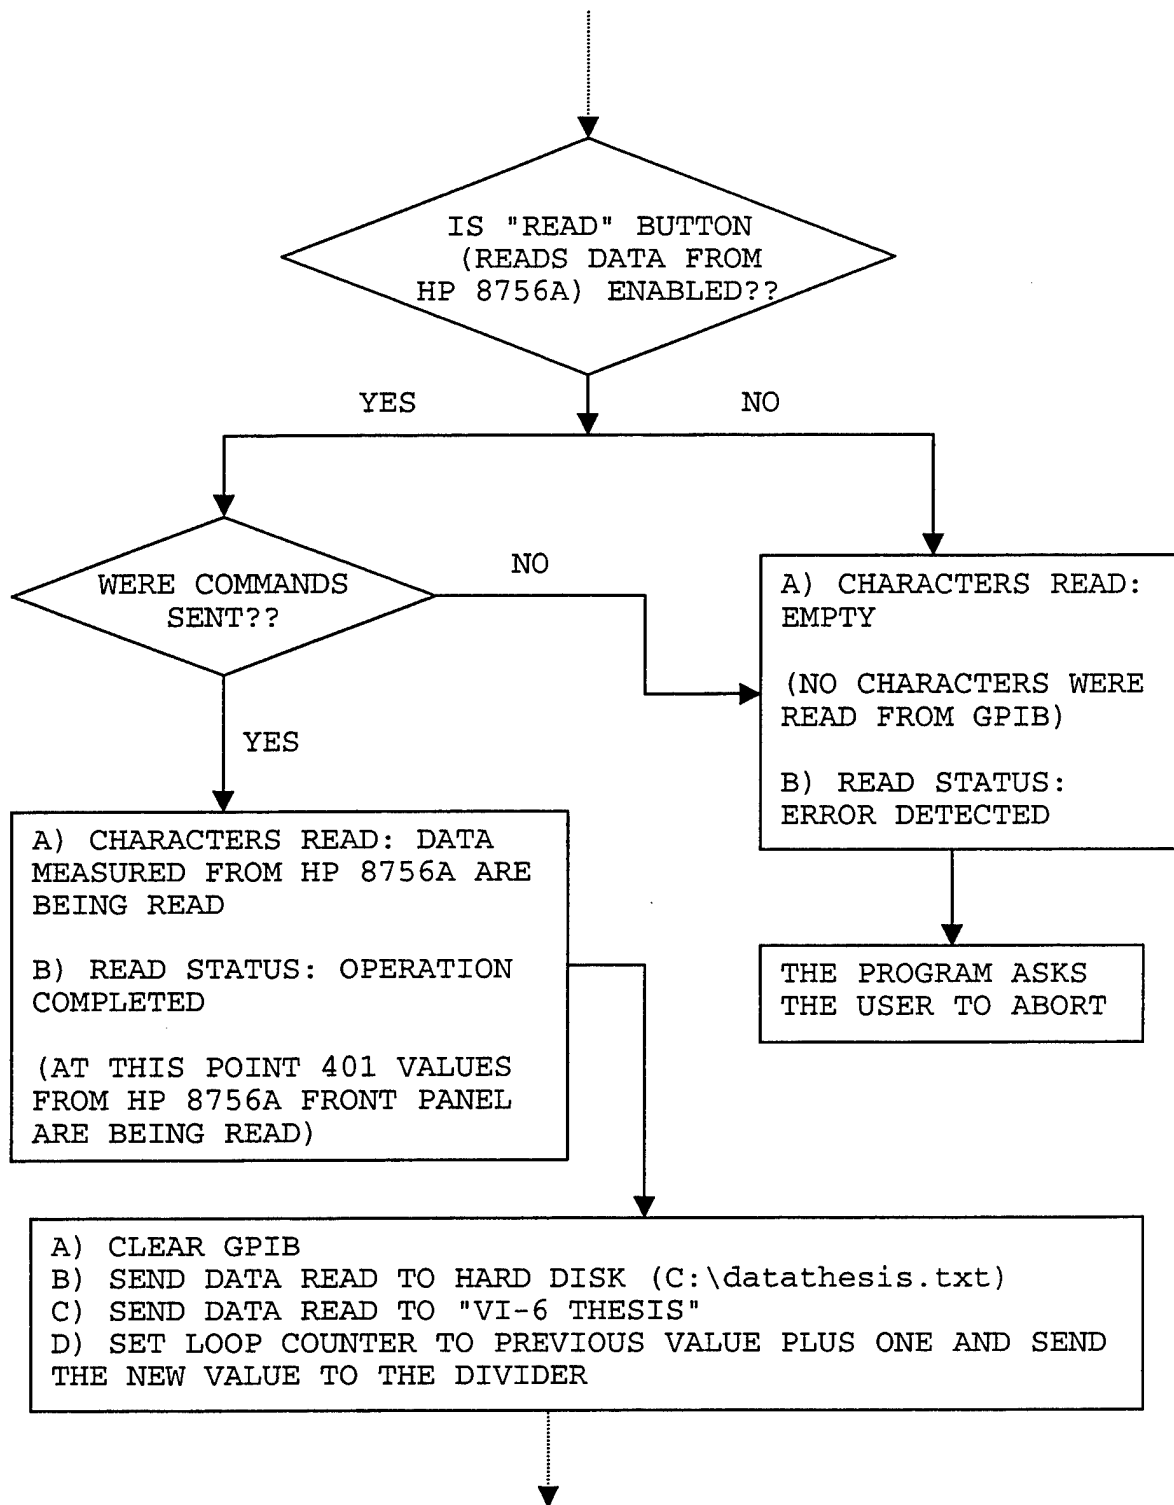 IS "READ" BUTTON
(READS DATA FROM
HP 8756A) ENABLED??
YES
NO
WERE COMMANDS
SENT??
NO
A) CHARACTERS READ:
EMPTY
(NO CHARACTERS WERE
READ FROM GPIB)
B) READ STATUS:
ERROR DETECTED
YES
A) CHARACTERS READ: DATA
MEASURED FROM HP 8756A ARE
BEING READ
B) READ STATUS: OPERATION
COMPLETED
(AT THIS POINT 401 VALUES
FROM HP 8756A FRONT PANEL
ARE BEING READ)
THE PROGRAM ASKS
THE USER TO ABORT
A) CLEAR GPIB
B) SEND DATA READ TO HARD DISK (C:\datathesis.txt)
C) SEND DATA READ TO "VI-6 THESIS"
D) SET LOOP COUNTER TO PREVIOUS VALUE PLUS ONE AND SEND
THE NEW VALUE TO THE DIVIDER